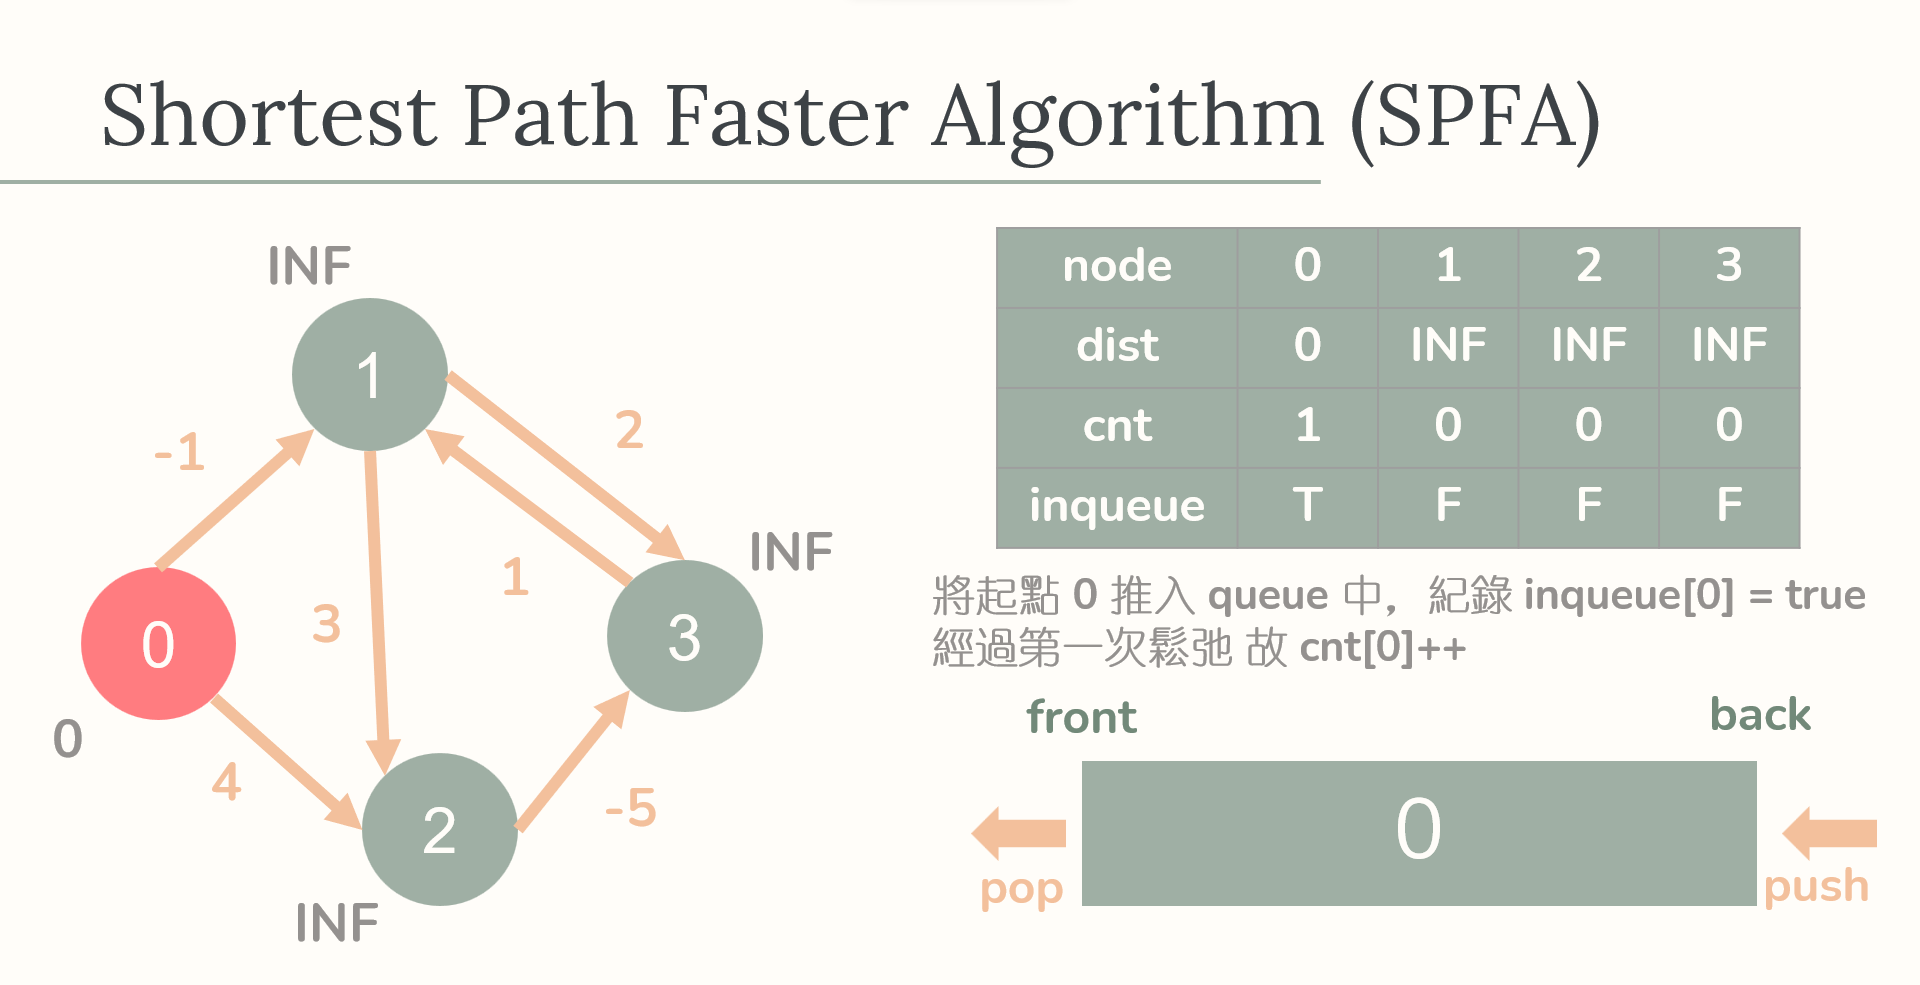 Shortest Path Faster Algorithm (SPFA)
INF
1
-1
2
INF
1
3
0
3
0
4
2
-5
INF
node 0 1 2 3
dist 0 INF INF INF
cnt 1 0 0 0
inqueue T F F F
將起點 0 推入 queue 中，紀錄 inqueue[0] = true
經過第一次鬆弛 故 cnt[0]++
front
back
0
pop
push